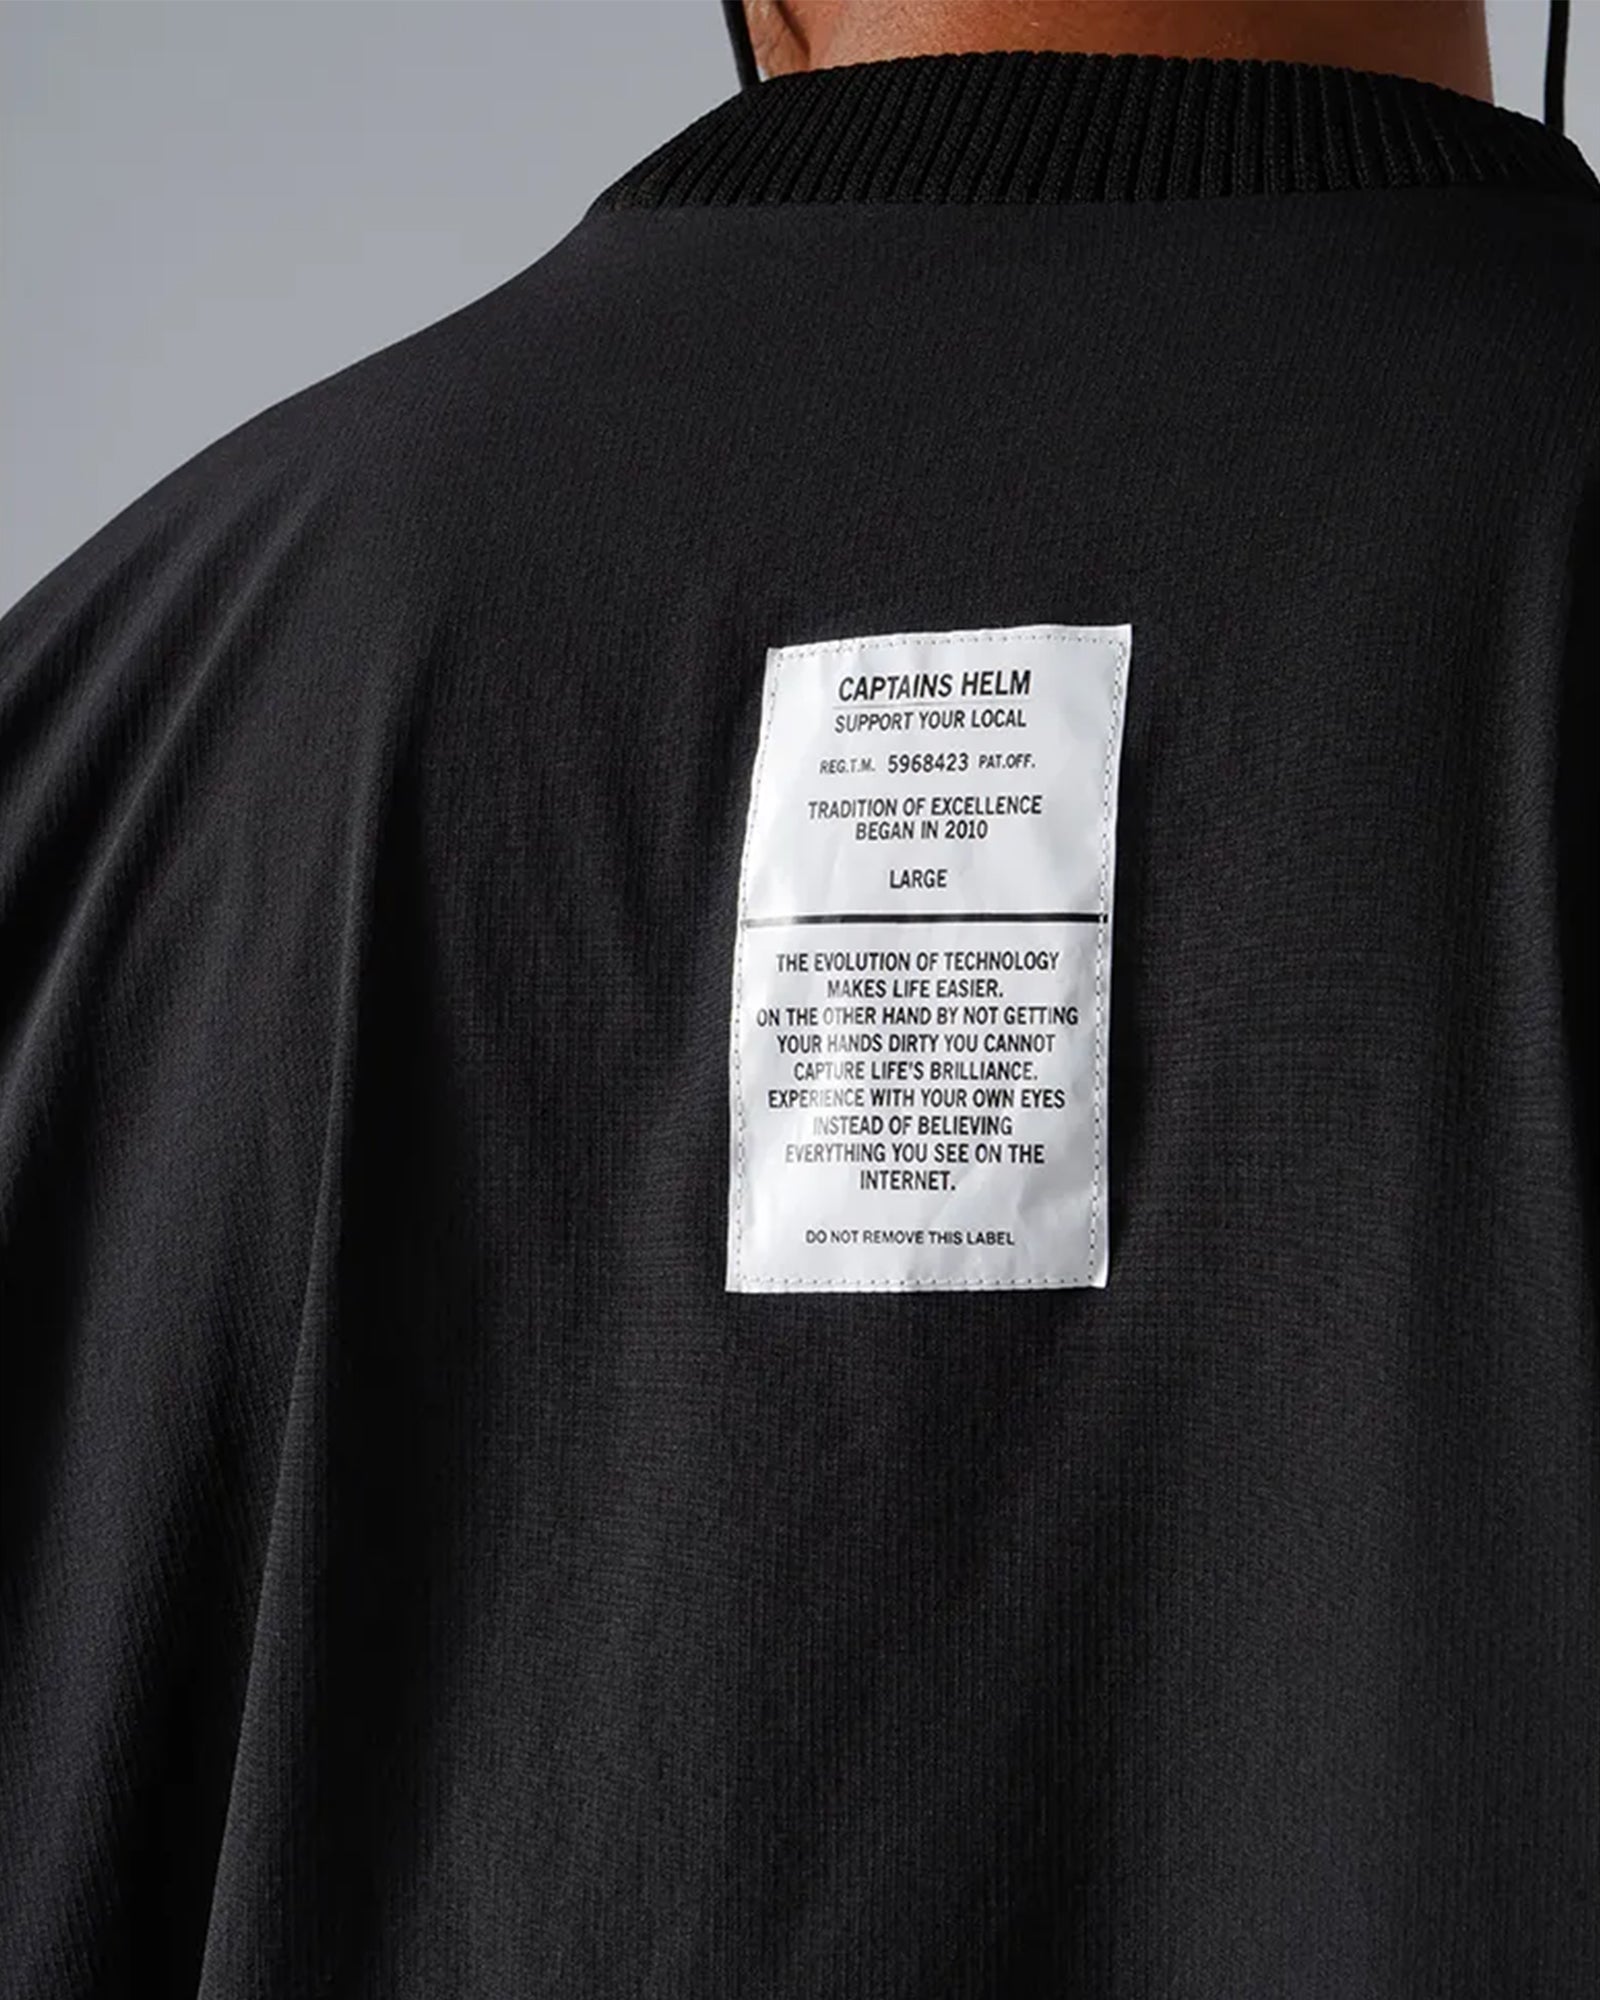 CAPTAINS HELM
SUPPORT YOUR LOCAL
REG.T.M. 5968423 PAT.OFF.
TRADITION OF EXCELLENCE
BEGAN IN 2010
LARGE
THE EVOLUTION OF TECHNOLOGY
MAKES LIFE EASIER.
ON THE OTHER HAND BY NOT GETTING
YOUR HANDS DIRTY YOU CANNOT
CAPTURE LIFE'S BRILLIANCE.
EXPERIENCE WITH YOUR OWN EYES
INSTEAD OF BELIEVING
EVERYTHING YOU SEE ON THE
INTERNET.
DO NOT REMOVE THIS LABEL